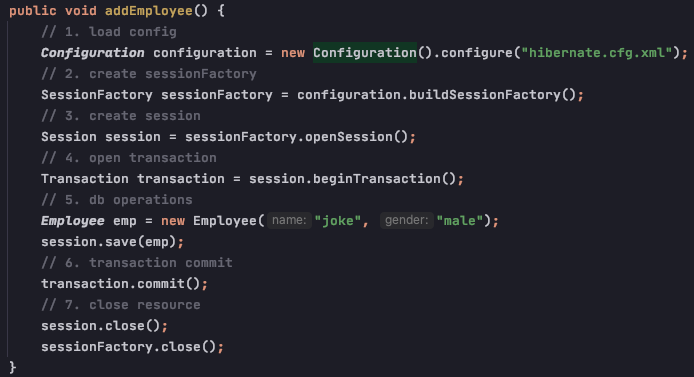 public void addEmployee() {
    // 1. load config
    Configuration configuration = new Configuration().configure("hibernate.cfg.xml");
    // 2. create sessionFactory
    SessionFactory sessionFactory = configuration.buildSessionFactory();
    // 3. create session
    Session session = sessionFactory.openSession();
    // 4. open transaction
    Transaction transaction = session.beginTransaction();
    // 5. db operations
    Employee emp = new Employee( name: "joke", gender: "male");
    session.save(emp);
    // 6. transaction commit
    transaction.commit();
    // 7. close resource
    session.close();
    sessionFactory.close();
}